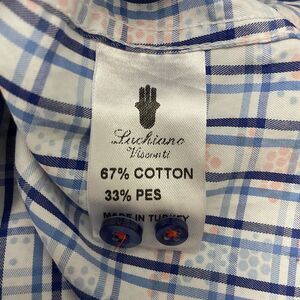 Luchiano
Visconti
67% COTTON
33% PES
MADE IN TURKEY